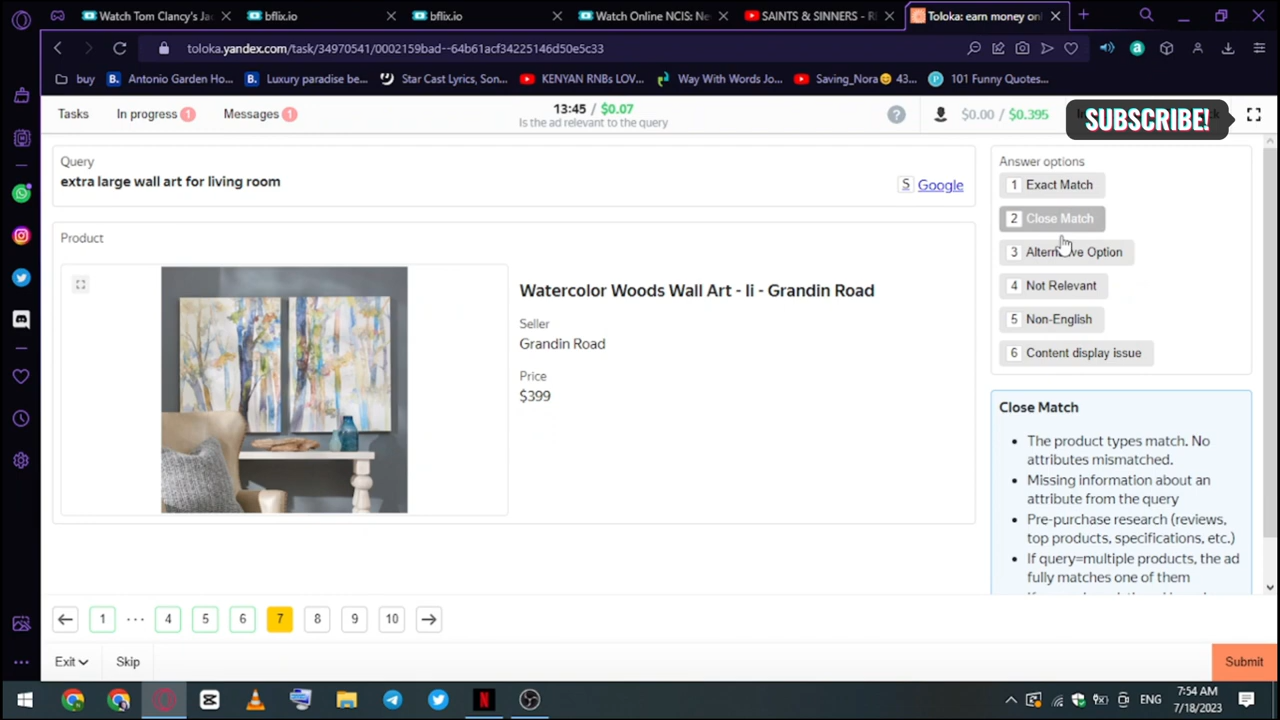 Watch Tom Clancy's Ja
bflix.io
bflix.io
Watch Online NCIS: Ne
SAINTS & SINNERS - R
Toloka: earn money onl
toloka.yandex.com/task/34970541/0002159bad--64b61acf34225146d50e5c33
buy
Antonio Garden Ho...
Luxury paradise be...
Star Cast Lyrics, Son...
KENYAN RNBs LOV...
Way With Words Jo...
Saving_Nora😊 43...
101 Funny Quotes...
Tasks
In progress 1
Messages 1
13:45 / $0.07
Is the ad relevant to the query
$0.00 / $0.395
SUBSCRIBE!
Query
extra large wall art for living room
S Google
Product
Watercolor Woods Wall Art - Ii - Grandin Road
Seller
Grandin Road
Price
$399
Answer options
1 Exact Match
2 Close Match
3 Alternative Option
4 Not Relevant
5 Non-English
6 Content display issue
Close Match
• The product types match. No
attributes mismatched.
• Missing information about an
attribute from the query
• Pre-purchase research (reviews,
top products, specifications, etc.)
• If query=multiple products, the ad
fully matches one of them
1 ... 4 5 6 7 8 9 10
Exit
Skip
Submit
ENG
7:54 AM
7/18/2023